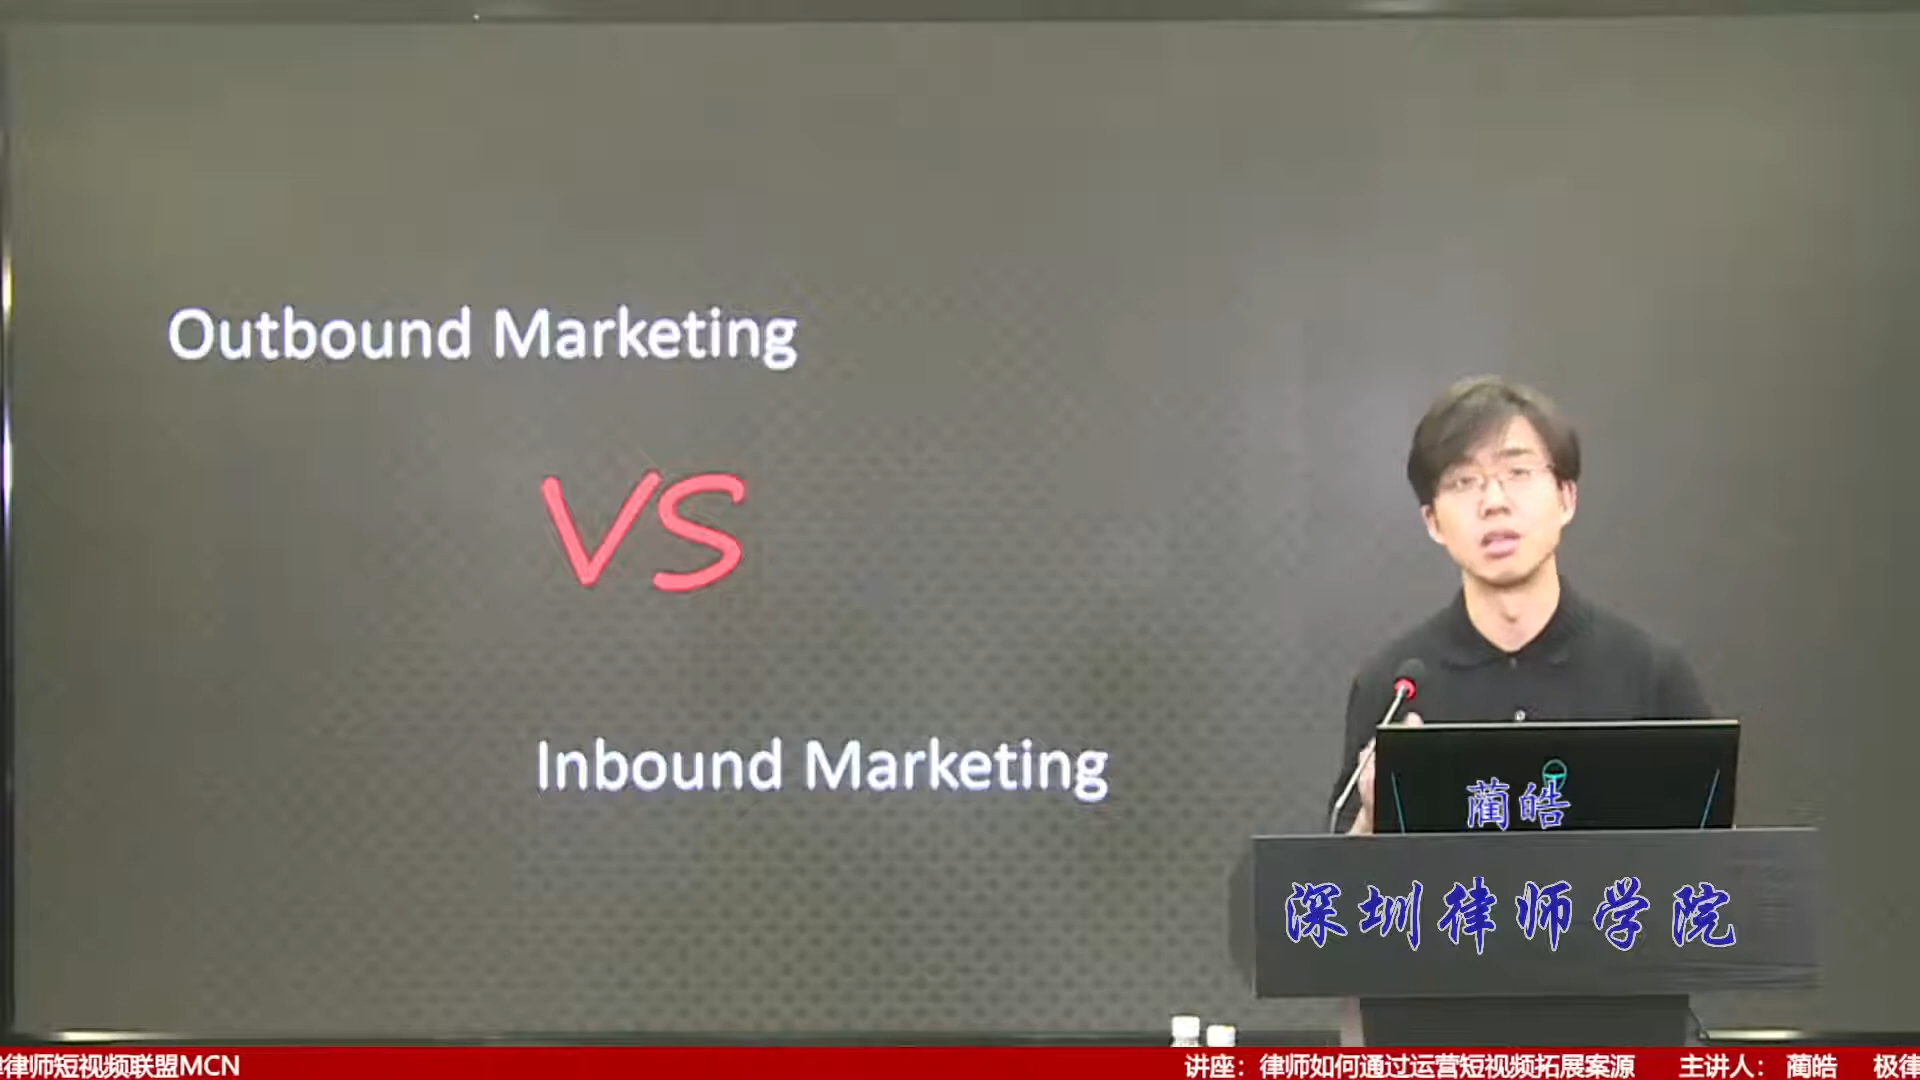 Outbound Marketing
VS
Inbound Marketing
蔺皓
深圳律师学院
律师短视频联盟MCN
讲座：律师如何通过运营短视频拓展案源
主讲人：蔺皓
极律